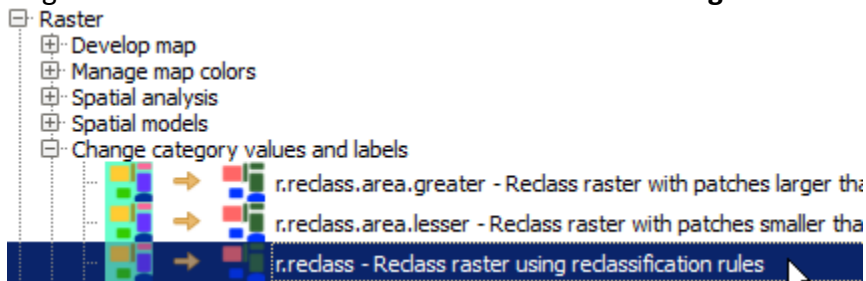 Raster
Develop map
Manage map colors
Spatial analysis
Spatial models
Change category values and labels
r.reclass.area.greater - Reclass raster with patches larger tha
r.reclass.area.lesser - Reclass raster with patches smaller tha
r.reclass - Reclass raster using reclassification rules